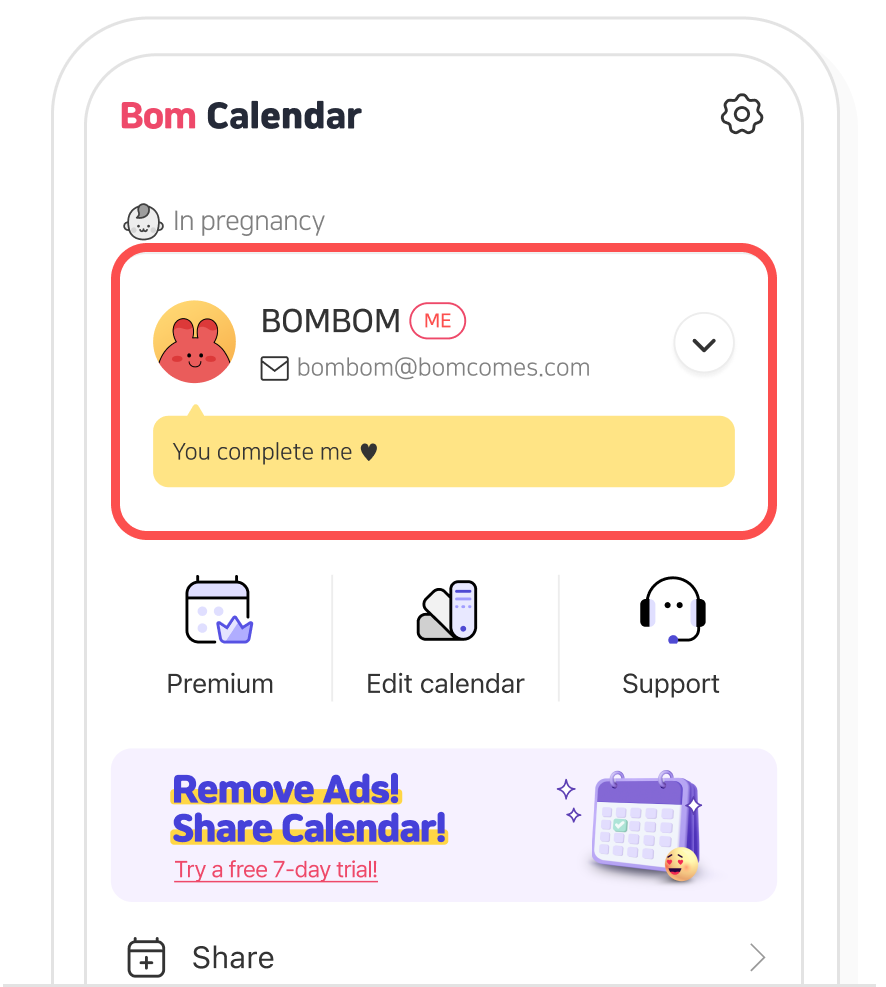 Bom Calendar
In pregnancy
BOMBOM ME
bombom@bomcomes.com
You complete me ♥
Premium
Edit calendar
Support
Remove Ads!
Share Calendar!
Try a free 7-day trial!
Share